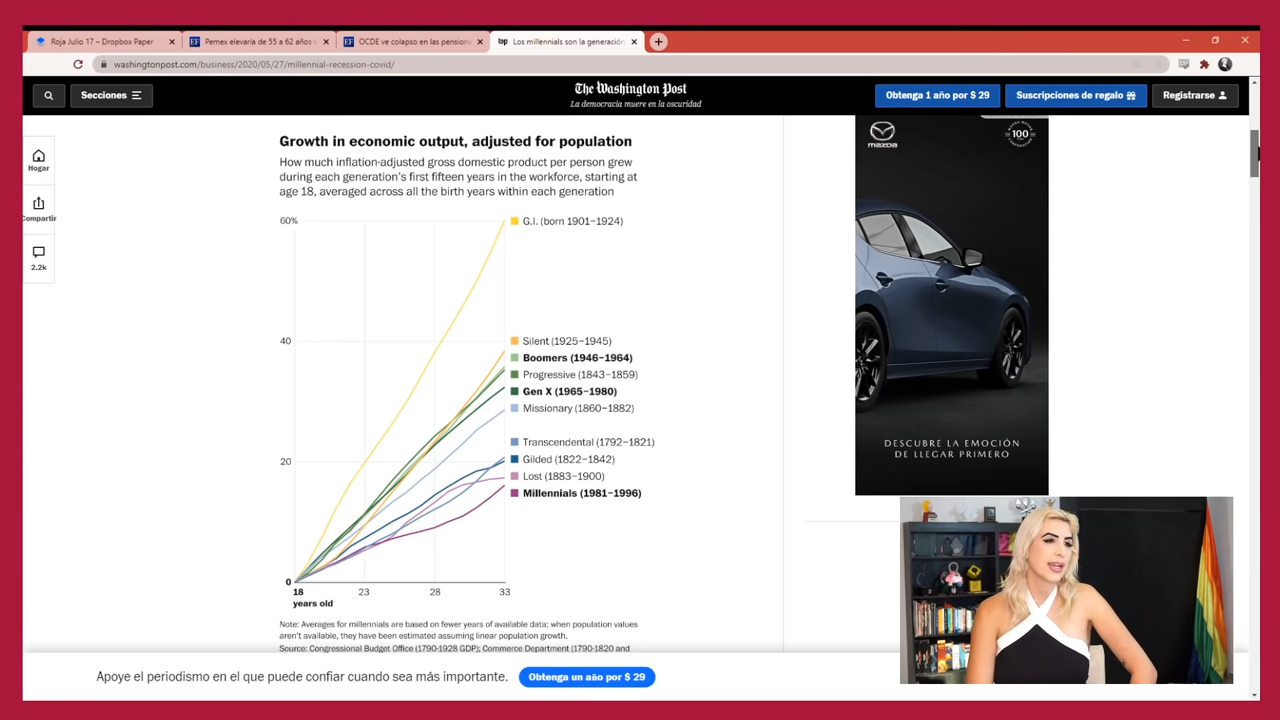 Roja Julio 17 – Dropbox Paper
Pemex elevaría de 55 a 62 años
OCDE ve colapso en las pensione
wp Los millennials son la generación
washingtonpost.com/business/2020/05/27/millennial-recession-covid/
Secciones
The Washington Post
La democracia muere en la oscuridad
Obtenga 1 año por $ 29
Suscripciones de regalo
Registrarse
Hogar
Compartir
2.2k
Growth in economic output, adjusted for population
How much inflation-adjusted gross domestic product per person grew
during each generation's first fifteen years in the workforce, starting at
age 18, averaged across all the birth years within each generation
60%
G.I. (born 1901–1924)
40
Silent (1925–1945)
Boomers (1946–1964)
Progressive (1843–1859)
Gen X (1965–1980)
Missionary (1860–1882)
Transcendental (1792–1821)
20
Gilded (1822–1842)
Lost (1883–1900)
Millennials (1981–1996)
0
18
years old
23
28
33
Note: Averages for millennials are based on fewer years of available data; when population values
aren't available, they have been estimated assuming linear population growth.
Source: Congressional Budget Office (1790-1928 GDP); Commerce Department (1790-1820 and
mazda
100
DESCUBRE LA EMOCIÓN
DE LLEGAR PRIMERO
Apoye el periodismo en el que puede confiar cuando sea más importante.
Obtenga un año por $ 29